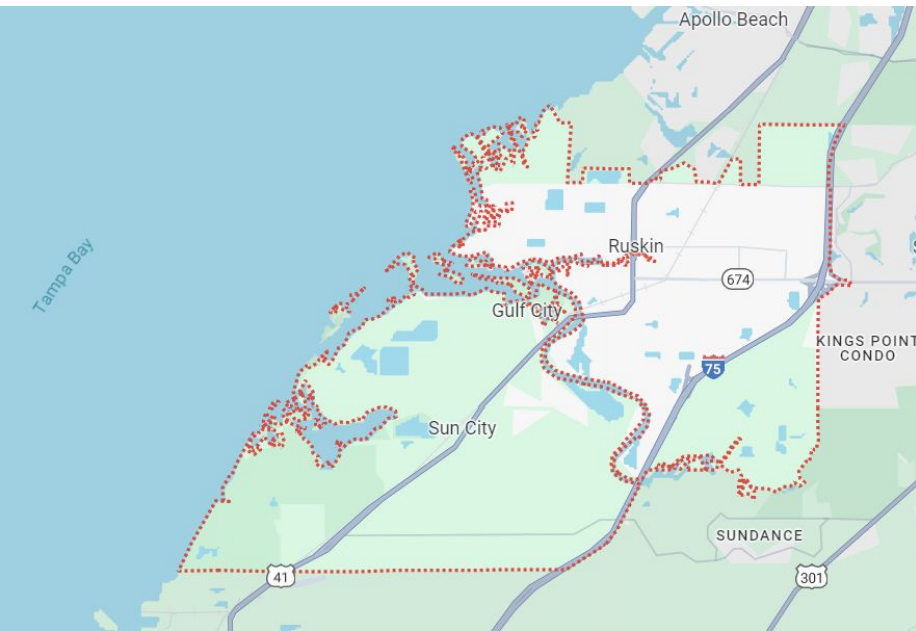 Apollo Beach
Tampa Bay
Ruskin
674
Gulf City
KINGS POINT
CONDO
75
Sun City
SUNDANCE
41
301